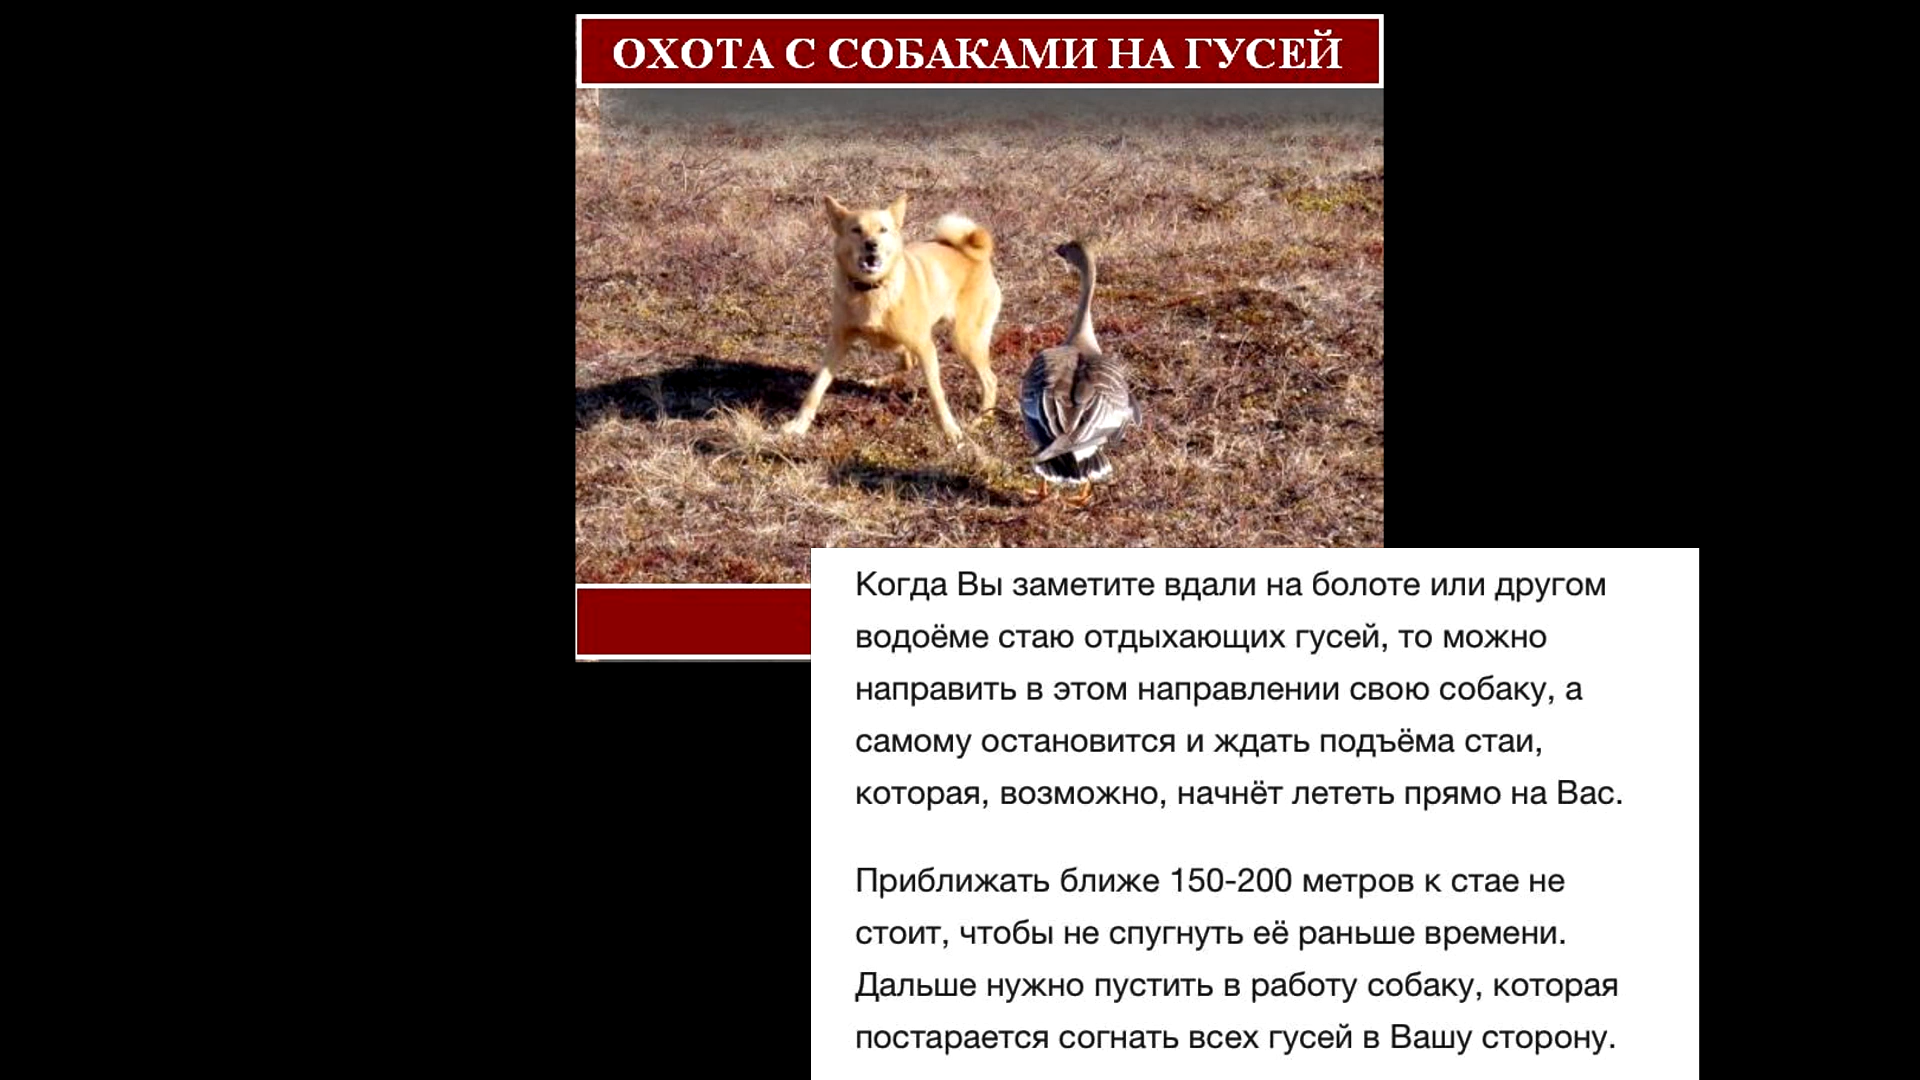 ОХОТА С СОБАКАМИ НА ГУСЕЙ
Когда Вы заметите вдали на болоте или другом
водоёме стаю отдыхающих гусей, то можно
направить в этом направлении свою собаку, а
самому остановится и ждать подъёма стаи,
которая, возможно, начнёт лететь прямо на Вас.
Приближать ближе 150-200 метров к стае не
стоит, чтобы не спугнуть её раньше времени.
Дальше нужно пустить в работу собаку, которая
постарается согнать всех гусей в Вашу сторону.